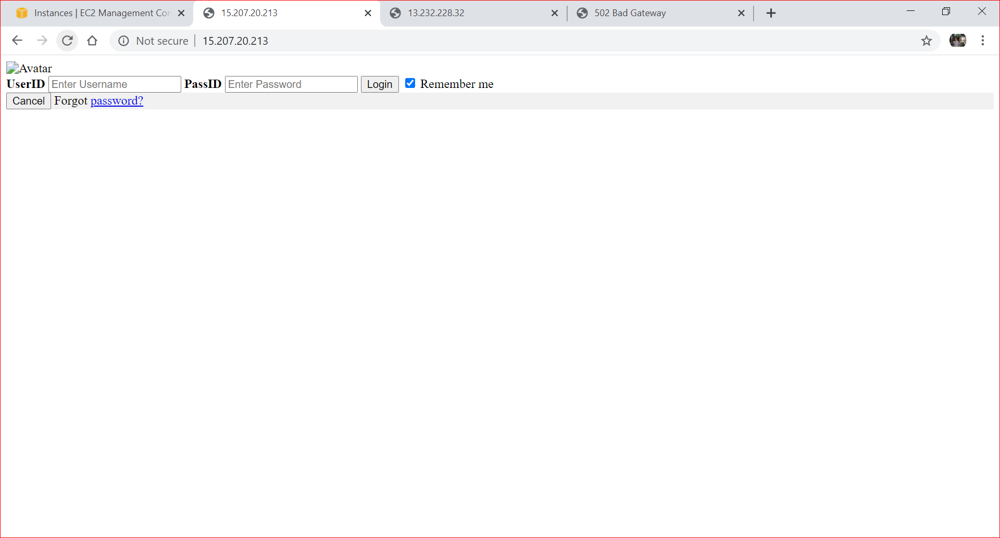 Instances | EC2 Management Con
15.207.20.213
13.232.228.32
502 Bad Gateway
Not secure | 15.207.20.213
Avatar
UserID Enter Username PassID Enter Password Login Remember me
Cancel Forgot password?